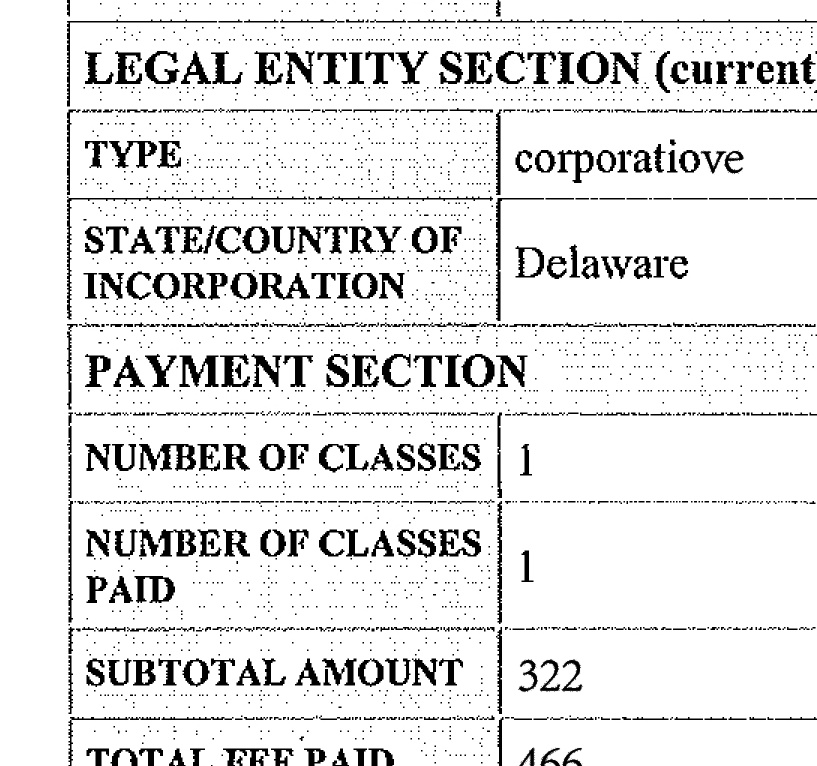 LEGAL ENTITY SECTION (current)
TYPE corporatiove
STATE/COUNTRY OF
INCORPORATION Delaware
PAYMENT SECTION
NUMBER OF CLASSES 1
NUMBER OF CLASSES
PAID 1
SUBTOTAL AMOUNT 322
TOTAL FEE PAID 466